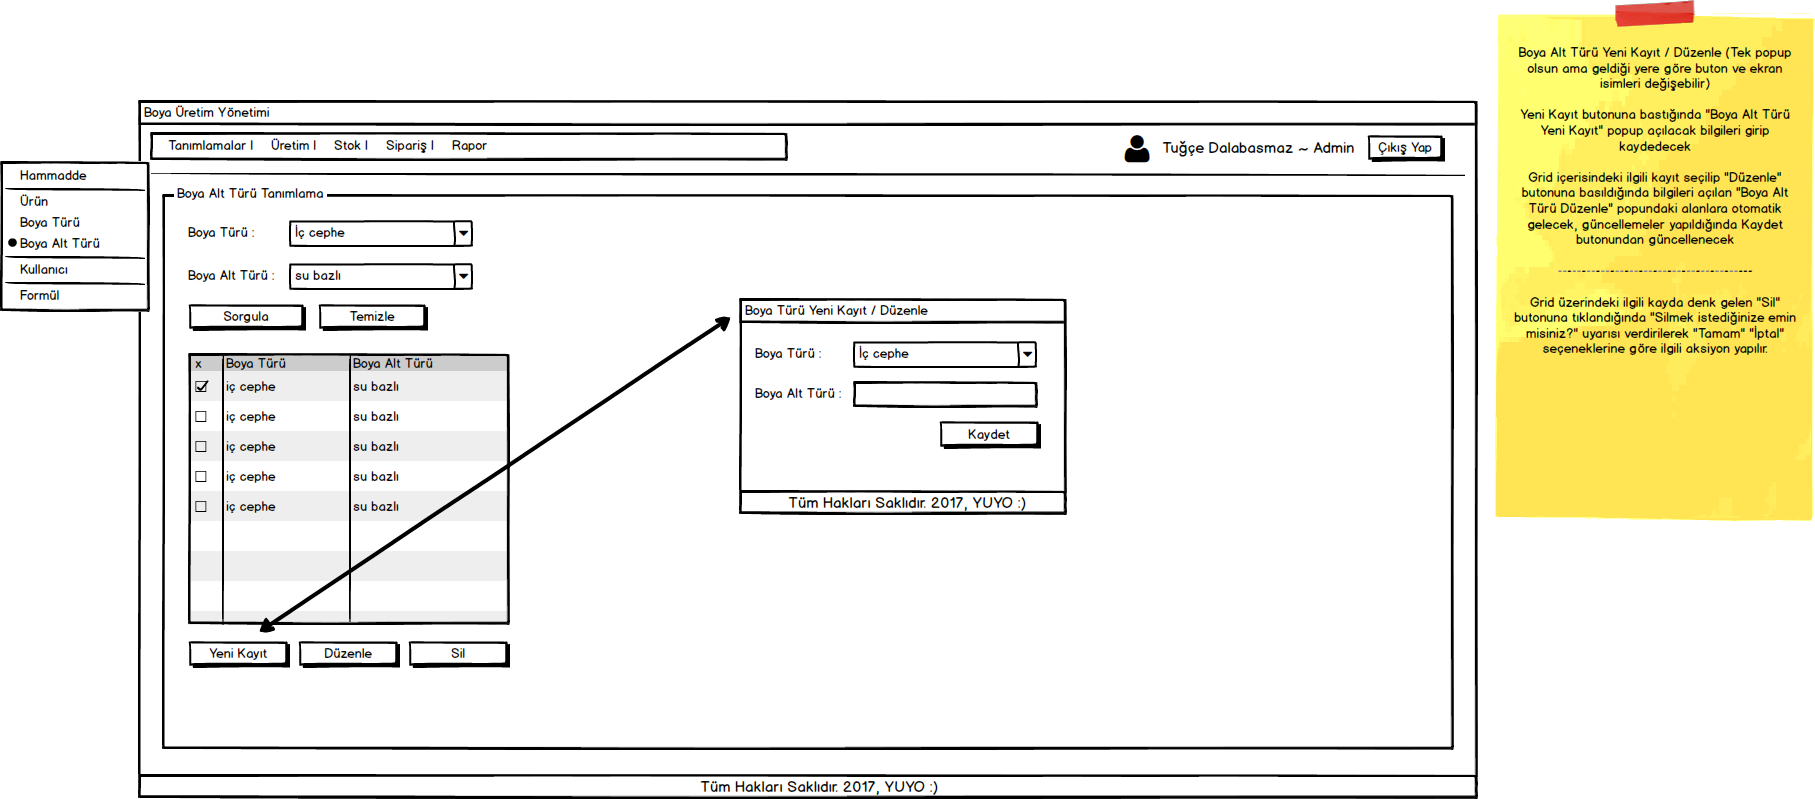 Boya Üretim Yönetimi
Tanımlamalar | Üretim | Stok | Sipariş | Rapor
Tuğçe Dalabasmaz ~ Admin
Çıkış Yap
Hammadde
Ürün
Boya Türü
Boya Alt Türü
Kullanıcı
Formül
Boya Alt Türü Tanımlama
Boya Türü : İç cephe
Boya Alt Türü : su bazlı
Sorgula Temizle
x Boya Türü Boya Alt Türü
iç cephe su bazlı
iç cephe su bazlı
iç cephe su bazlı
iç cephe su bazlı
iç cephe su bazlı
Yeni Kayıt Düzenle Sil
Boya Türü Yeni Kayıt / Düzenle
Boya Türü : İç cephe
Boya Alt Türü :
Kaydet
Tüm Hakları Saklıdır. 2017, YUYO :)
Tüm Hakları Saklıdır. 2017, YUYO :)
Boya Alt Türü Yeni Kayıt / Düzenle (Tek popup
olsun ama geldiği yere göre buton ve ekran
isimleri değişebilir)
Yeni Kayıt butonuna bastığında "Boya Alt Türü
Yeni Kayıt" popup açılacak bilgileri girip
kaydedecek
Grid içerisindeki ilgili kayıt seçilip "Düzenle"
butonuna basıldığında bilgileri açılan "Boya Alt
Türü Düzenle" popundaki alanlara otomatik
gelecek, güncellemeler yapıldığında Kaydet
butonundan güncellenecek
----------------------------------------
Grid üzerindeki ilgili kayda denk gelen "Sil"
butonuna tıklandığında "Silmek istediğinize emin
misiniz?" uyarısı verdirilerek "Tamam" "İptal"
seçeneklerine göre ilgili aksiyon yapılır.